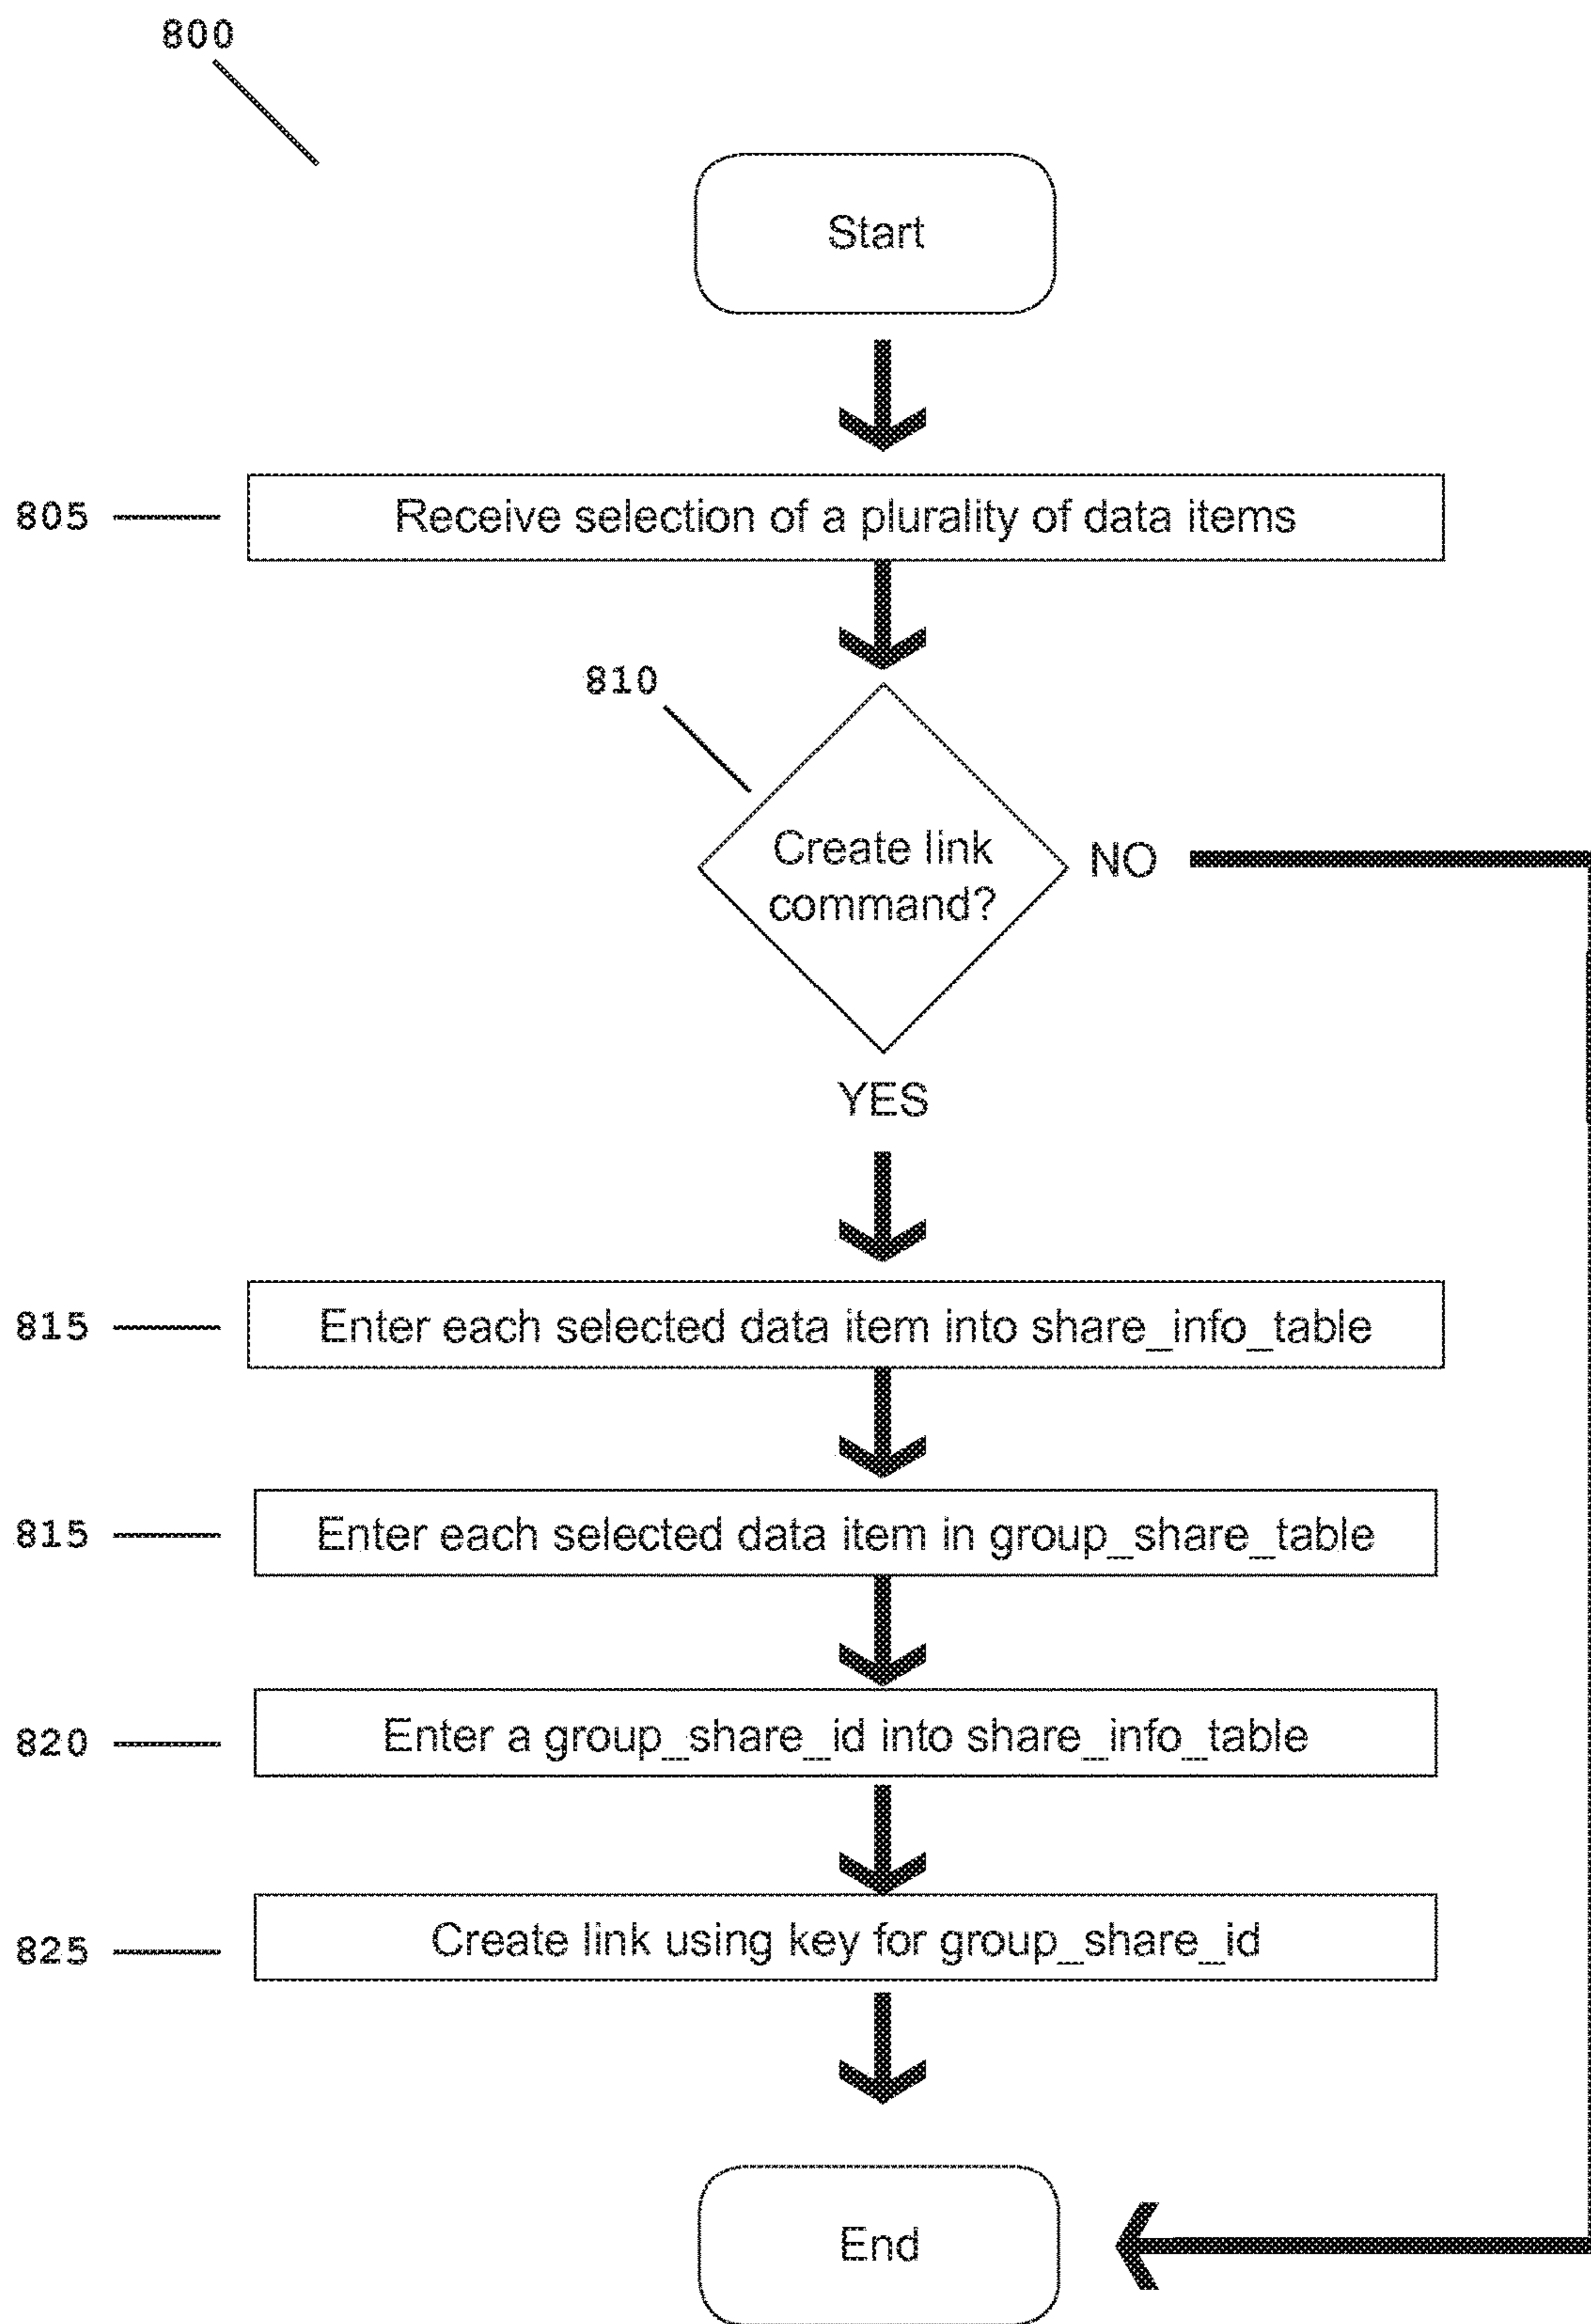 800
Start
805
Receive selection of a plurality of data items
810
Create link
command?
NO
YES
815
Enter each selected data item into share_info_table
815
Enter each selected data item in group_share_table
820
Enter a group_share_id into share_info_table
825
Create link using key for group_share_id
End